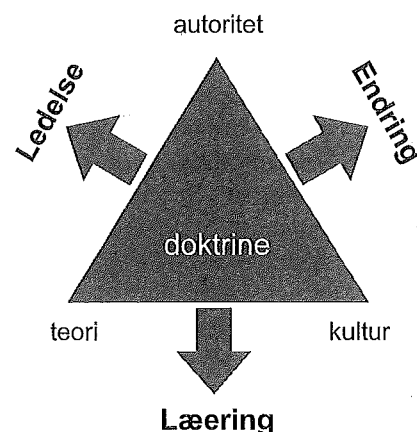 autoritet
Ledelse
Endring
doktrine
teori
kultur
Læering